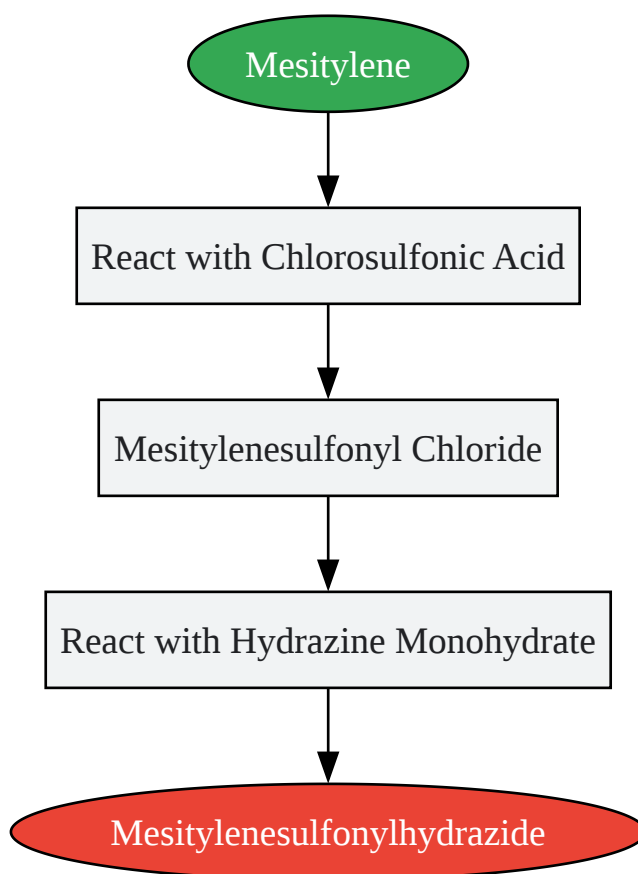 Mesitylene
React with Chlorosulfonic Acid
Mesitylenesulfonyl Chloride
React with Hydrazine Monohydrate
Mesitylenesulfonylhydrazide